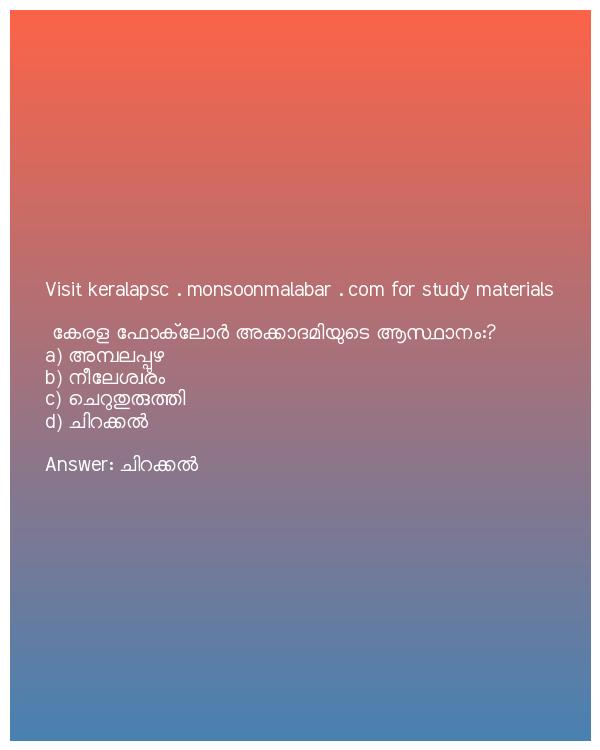 Visit keralapsc . monsoonmalabar . com for study materials
കേരള ഫോക്‌ലോർ അക്കാദമിയുടെ ആസ്ഥാനം:?
a) അമ്പലപ്പുഴ
b) നീലേശ്വരം
c) ചെറുതുരുത്തി
d) ചിറക്കൽ
Answer: ചിറക്കൽ